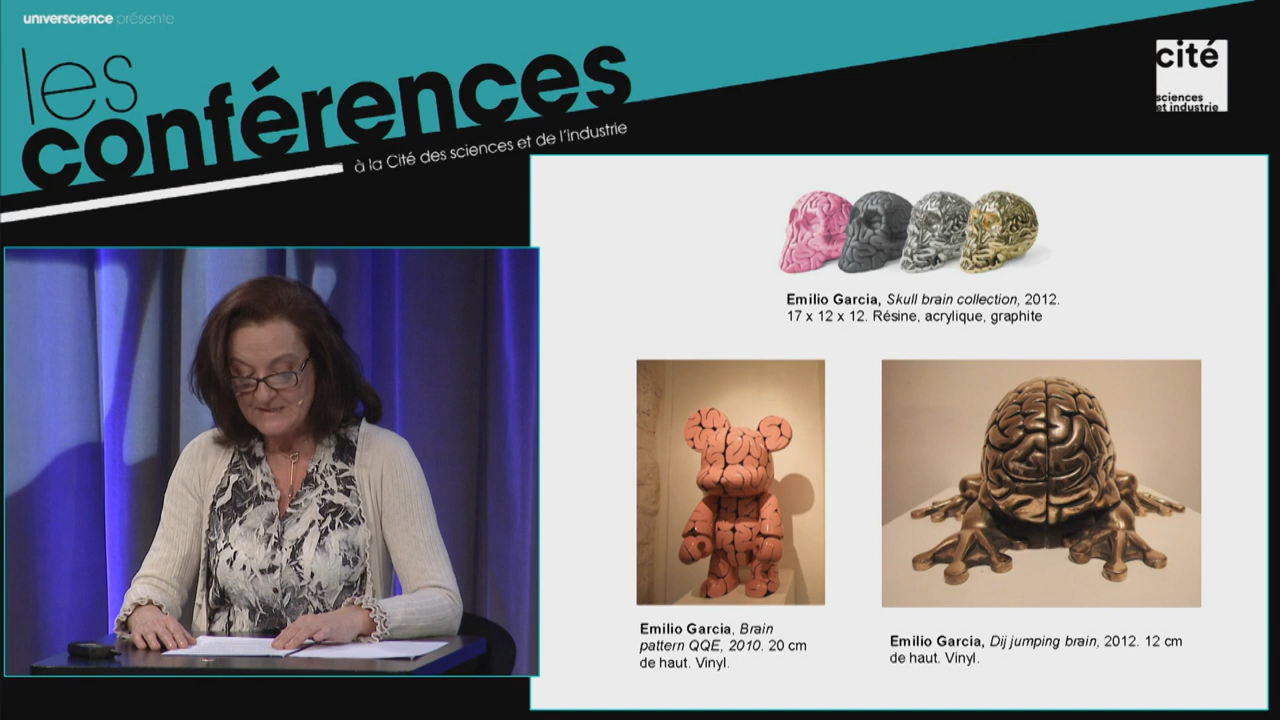 universcience présente
les
conférences
à la Cité des sciences et de l'industrie
cité
sciences
et industrie
Emilio Garcia, Skull brain collection, 2012.
17 x 12 x 12. Résine, acrylique, graphite
Emilio Garcia, Brain
pattern QQE, 2010. 20 cm
de haut. Vinyl.
Emilio Garcia, Dij jumping brain, 2012. 12 cm
de haut. Vinyl.